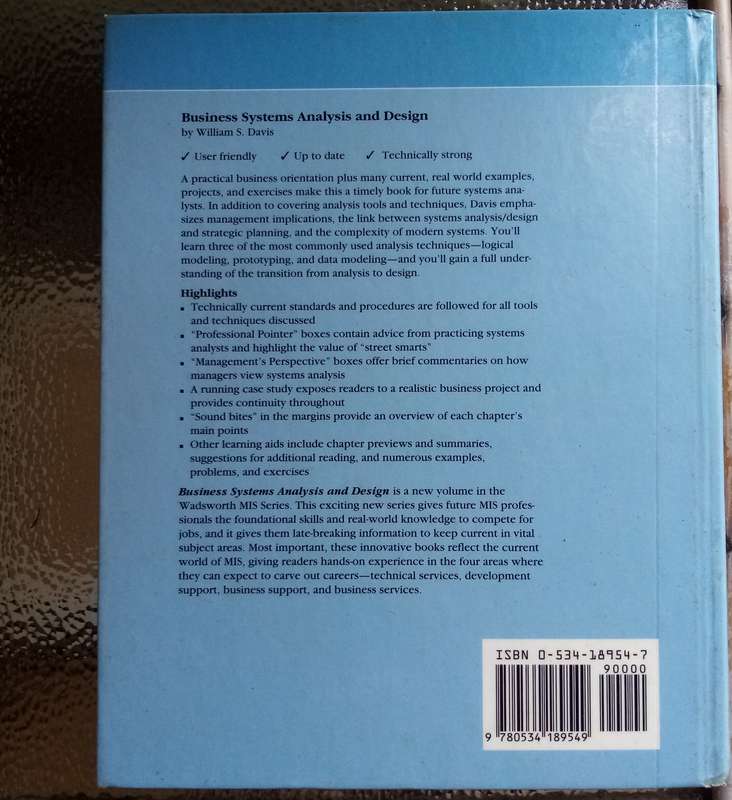 Business Systems Analysis and Design
by William S. Davis
✓ User friendly ✓ Up to date ✓ Technically strong
A practical business orientation plus many current, real world examples,
projects, and exercises make this a timely book for future systems ana-
lysts. In addition to covering analysis tools and techniques, Davis empha-
sizes management implications, the link between systems analysis/design
and strategic planning, and the complexity of modern systems. You'll
learn three of the most commonly used analysis techniques—logical
modeling, prototyping, and data modeling—and you'll gain a full under-
standing of the transition from analysis to design.
Highlights
▪ Technically current standards and procedures are followed for all tools
and techniques discussed
▪ "Professional Pointer" boxes contain advice from practicing systems
analysts and highlight the value of "street smarts"
▪ "Management's Perspective" boxes offer brief commentaries on how
managers view systems analysis
▪ A running case study exposes readers to a realistic business project and
provides continuity throughout
▪ "Sound bites" in the margins provide an overview of each chapter's
main points
▪ Other learning aids include chapter previews and summaries,
suggestions for additional reading, and numerous examples,
problems, and exercises
Business Systems Analysis and Design is a new volume in the
Wadsworth MIS Series. This exciting new series gives future MIS profes-
sionals the foundational skills and real-world knowledge to compete for
jobs, and it gives them late-breaking information to keep current in vital
subject areas. Most important, these innovative books reflect the current
world of MIS, giving readers hands-on experience in the four areas where
they can expect to carve out careers—technical services, development
support, business support, and business services.
ISBN 0-534-18954-7
90000
9 780534 189549